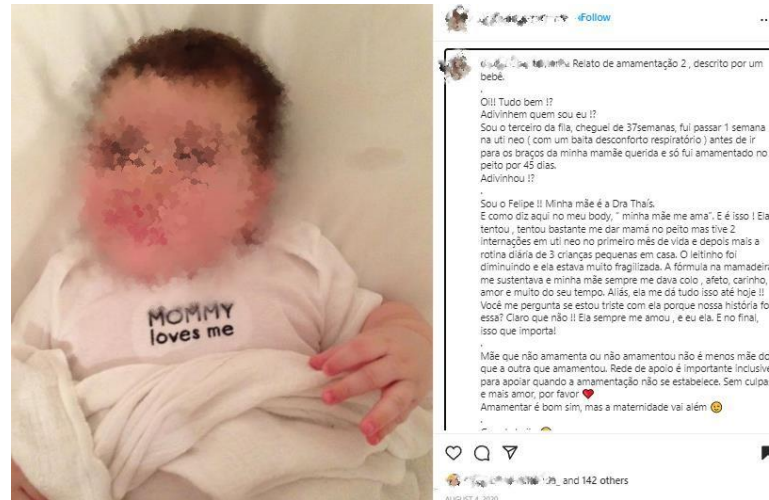 MOMMY
loves me
Follow
...
Relato de amamentação 2 , descrito por um
bebê.
.
Oi!! Tudo bem !?
Adivinhem quem sou eu !?
Sou o terceiro da fila, cheguei de 37semanas, fui passar 1 semana
na uti neo ( com um baita desconforto respiratório ) antes de ir
para os braços da minha mamãe querida e só fui amamentado no
peito por 45 dias.
Adivinhou !?
.
Sou o Felipe !! Minha mãe é a Dra Thaís.
E como diz aqui no meu body, " minha mãe me ama". E é isso ! Ela
tentou , tentou bastante me dar mamá no peito mas tive 2
internações em uti neo no primeiro mês de vida e depois mais a
rotina diária de 3 crianças pequenas em casa. O leitinho foi
diminuindo e ela estava muito fragilizada. A fórmula na mamadeira
me sustentava e minha mãe sempre me dava colo , afeto, carinho,
amor e muito do seu tempo. Aliás, ela me dá tudo isso até hoje !!
Você me pergunta se estou triste com ela porque nossa história fo
essa? Claro que não !! Ela sempre me amou , e eu ela. E no final,
isso que importa!
.
Mãe que não amamenta ou não amamentou não é menos mãe do
que a outra que amamentou. Rede de apoio é importante inclusive
para apoiar quando a amamentação não se estabelece. Sem culpa
e mais amor, por favor ❤️
Amamentar é bom sim, mas a maternidade vai além 😉
.
and 142 others
AUGUST 4, 2020